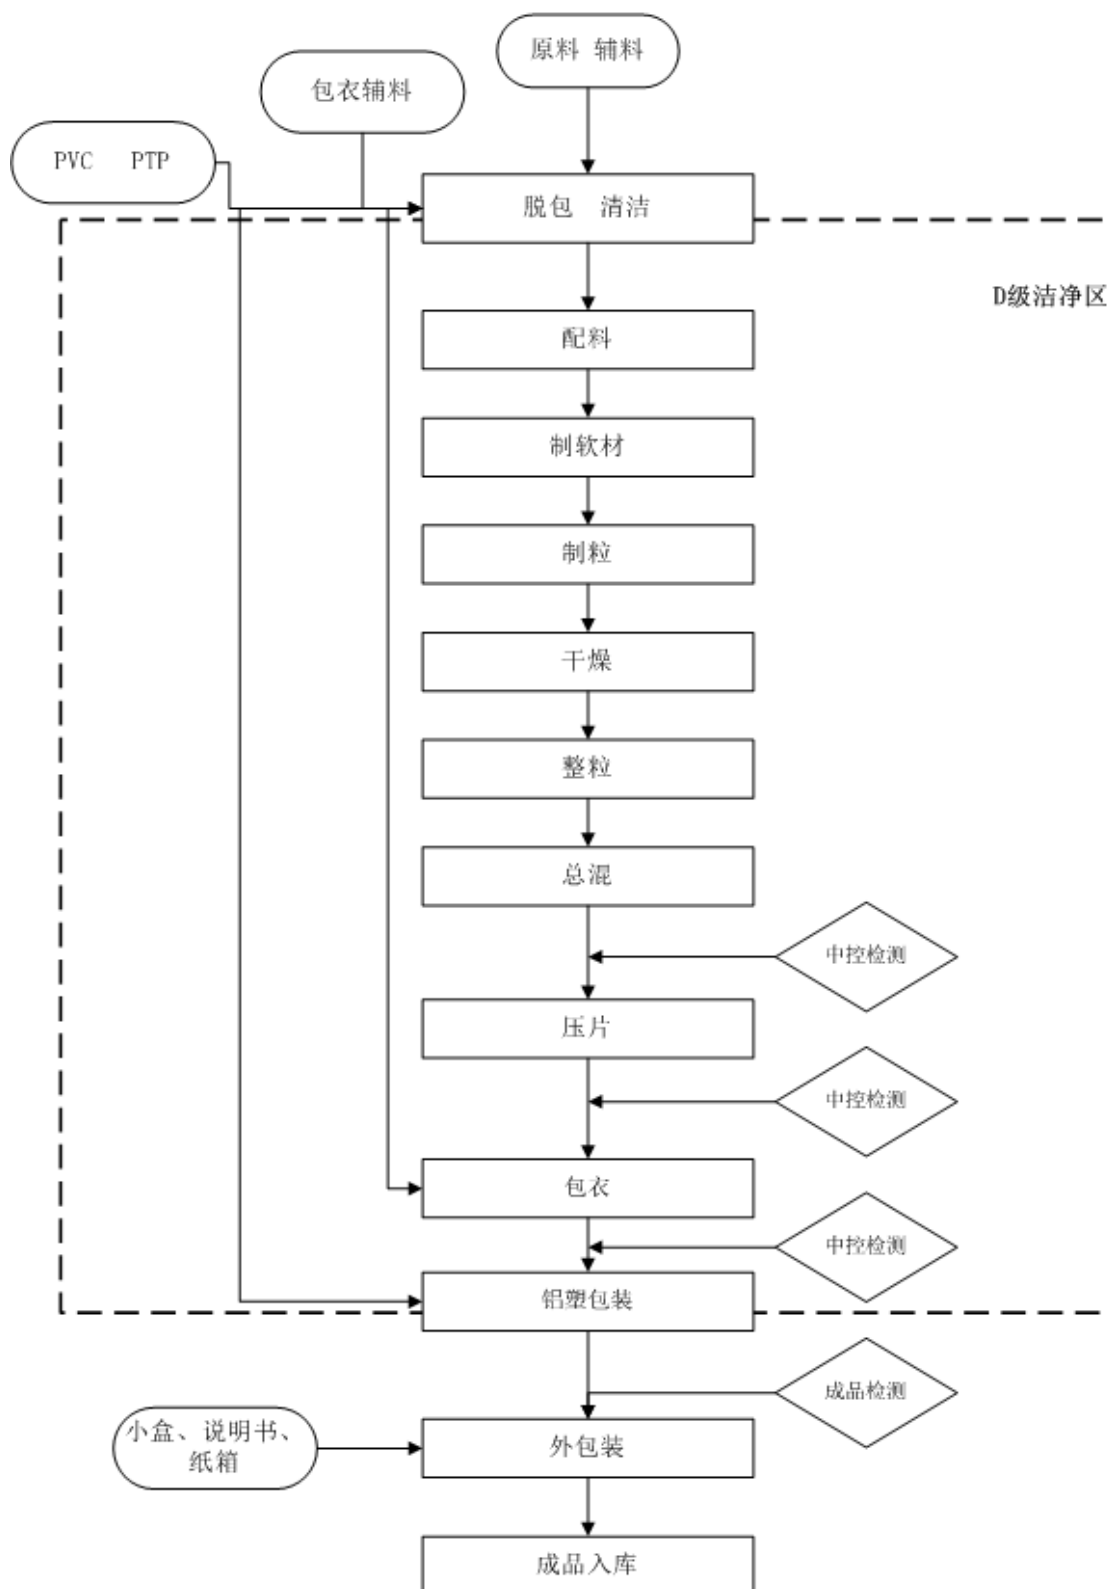 原料 辅料
包衣辅料
PVC PTP
脱包 清洁
D级洁净区
配料
制软材
制粒
干燥
整粒
总混
中控检测
压片
中控检测
包衣
中控检测
铝塑包装
成品检测
小盒、说明书、
纸箱
外包装
成品入库